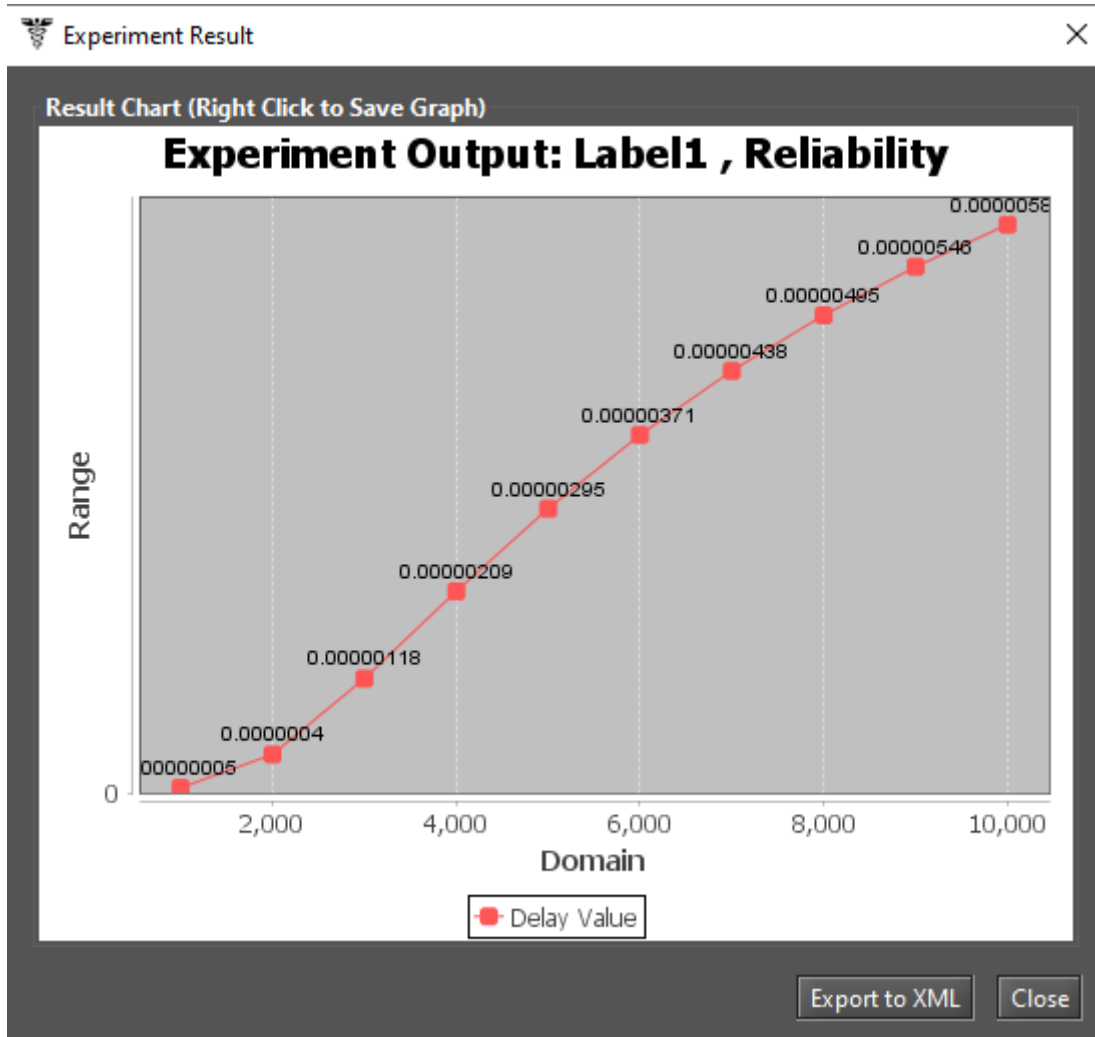 Experiment Result
Result Chart (Right Click to Save Graph)
Experiment Output: Label1 , Reliability
0.0000058
0.00000546
0.00000495
0.00000438
0.00000371
0.00000295
0.00000209
0.00000118
0.0000004
00000005
Range
0
2,000 4,000 6,000 8,000 10,000
Domain
Delay Value
Export to XML Close